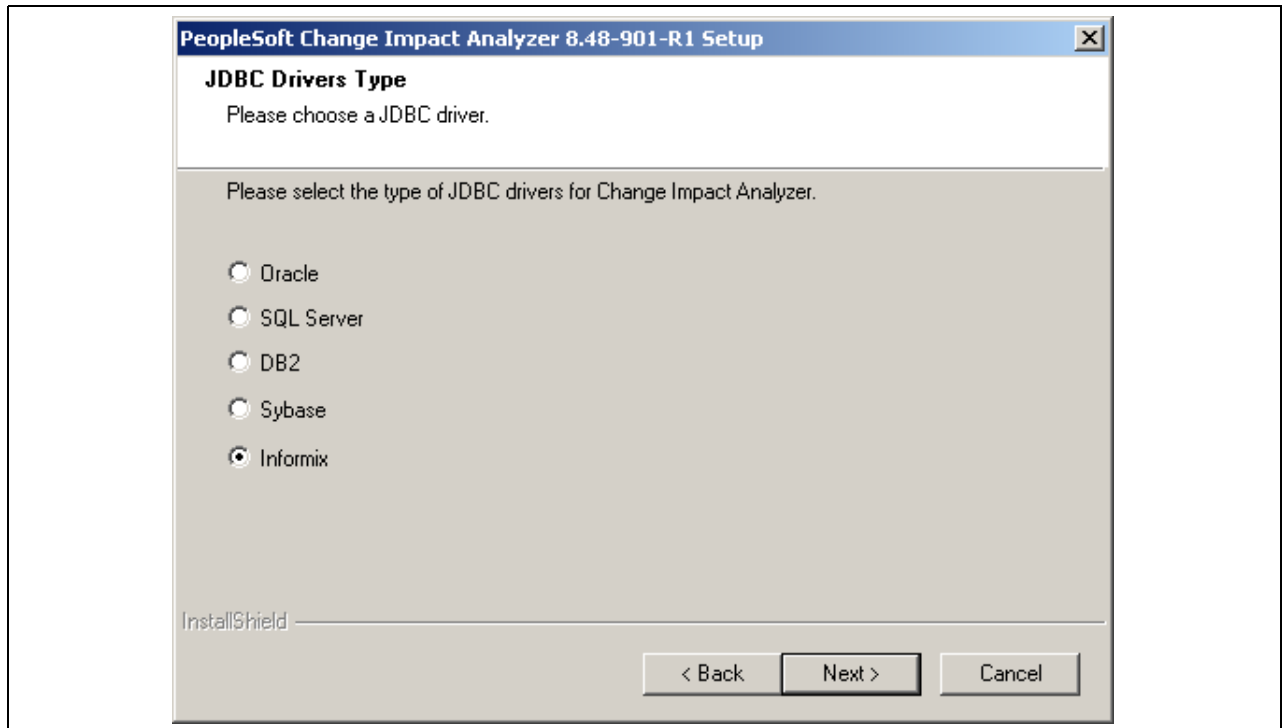 PeopleSoft Change Impact Analyzer 8.48-901-R1 Setup
JDBC Drivers Type
Please choose a JDBC driver.
Please select the type of JDBC drivers for Change Impact Analyzer.
Oracle
SQL Server
DB2
Sybase
Informix
InstallShield
< Back Next > Cancel